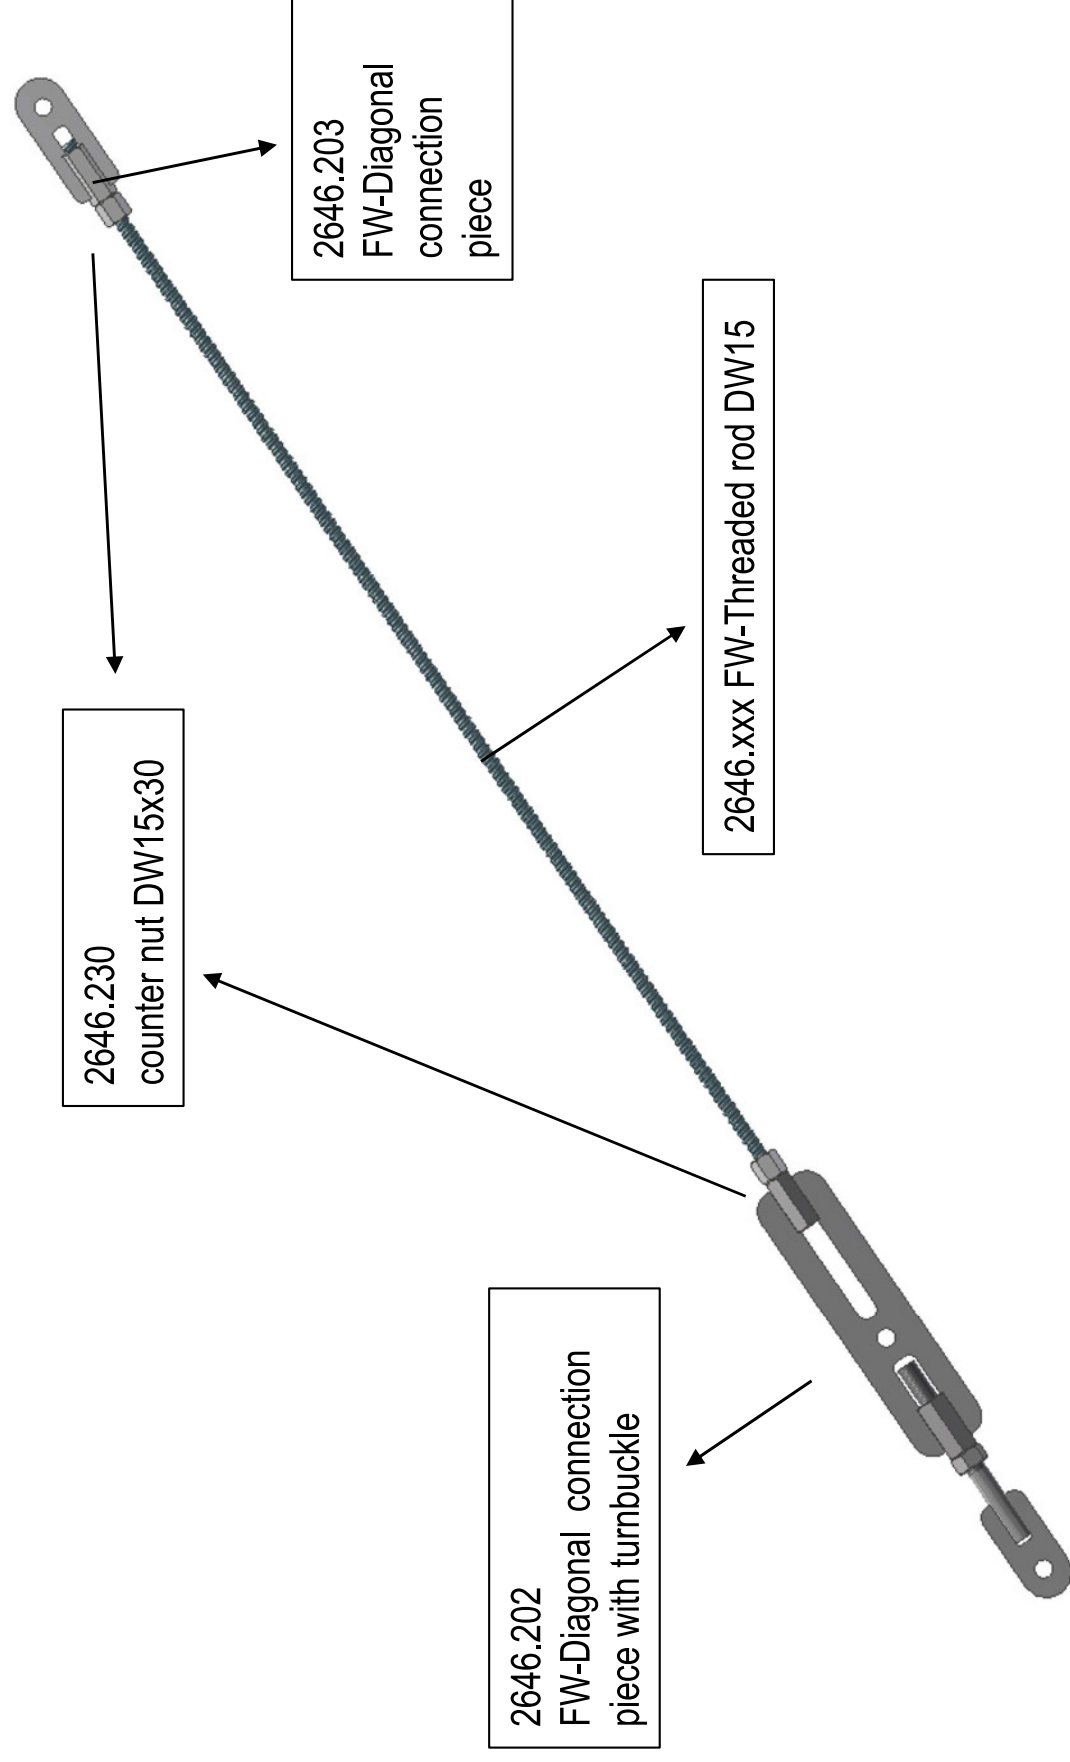 2646.202
FW-Diagonal connection
piece with turnbuckle
2646.230
counter nut DW15x30
2646.xxx FW-Threaded rod DW15
2646.203
FW-Diagonal
connection
piece